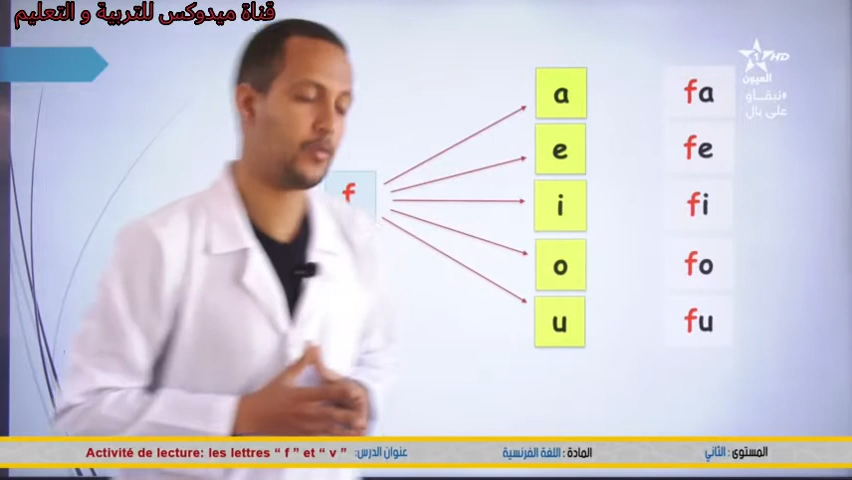 قناة ميدوكس للتربية و التعليم
HD
العيون
#نبقاو
على بال
f
a
e
i
o
u
fa
fe
fi
fo
fu
المستوى : الثاني
المادة : اللغة الفرنسية
عنوان الدرس: Activité de lecture: les lettres “ f ” et “ v ”